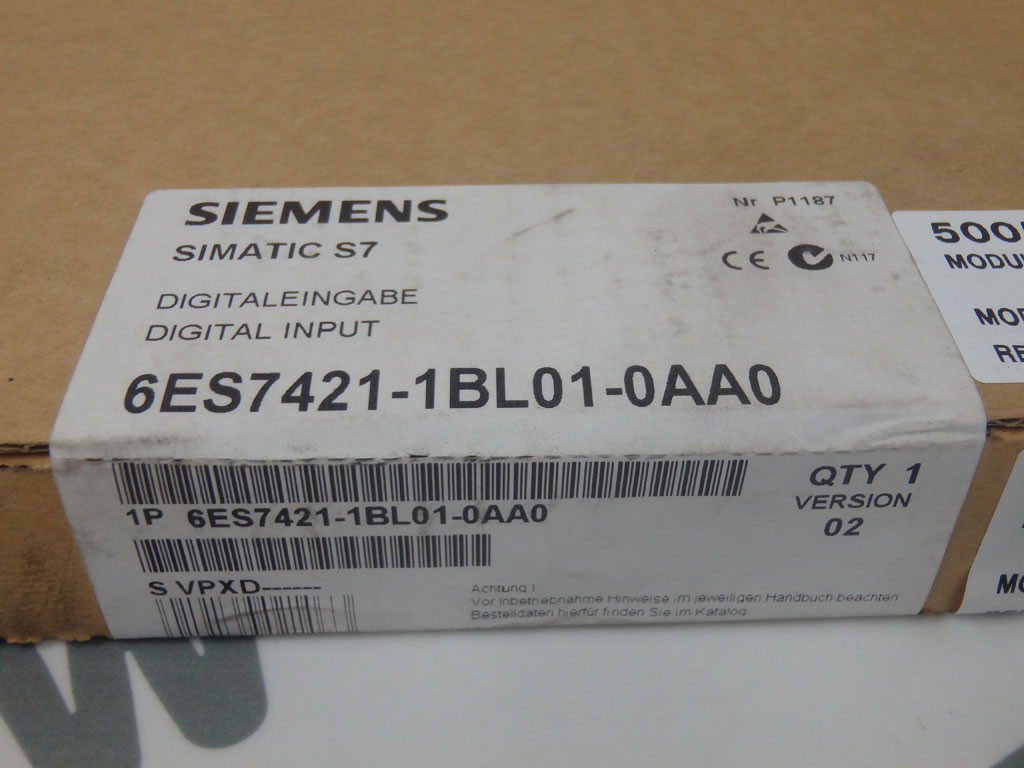 SIEMENS
SIMATIC S7
DIGITALEINGABE
DIGITAL INPUT
6ES7421-1BL01-0AA0
Nr P1187
CE N117
1P 6ES7421-1BL01-0AA0
QTY 1
VERSION
02
S VPXD------
Achtung !
Vor Inbetriebnahme Hinweise im jeweiligen Handbuch beachten.
Bestelldaten hierfür finden Sie im Katalog
500
MODU
MO
RE
MO
W